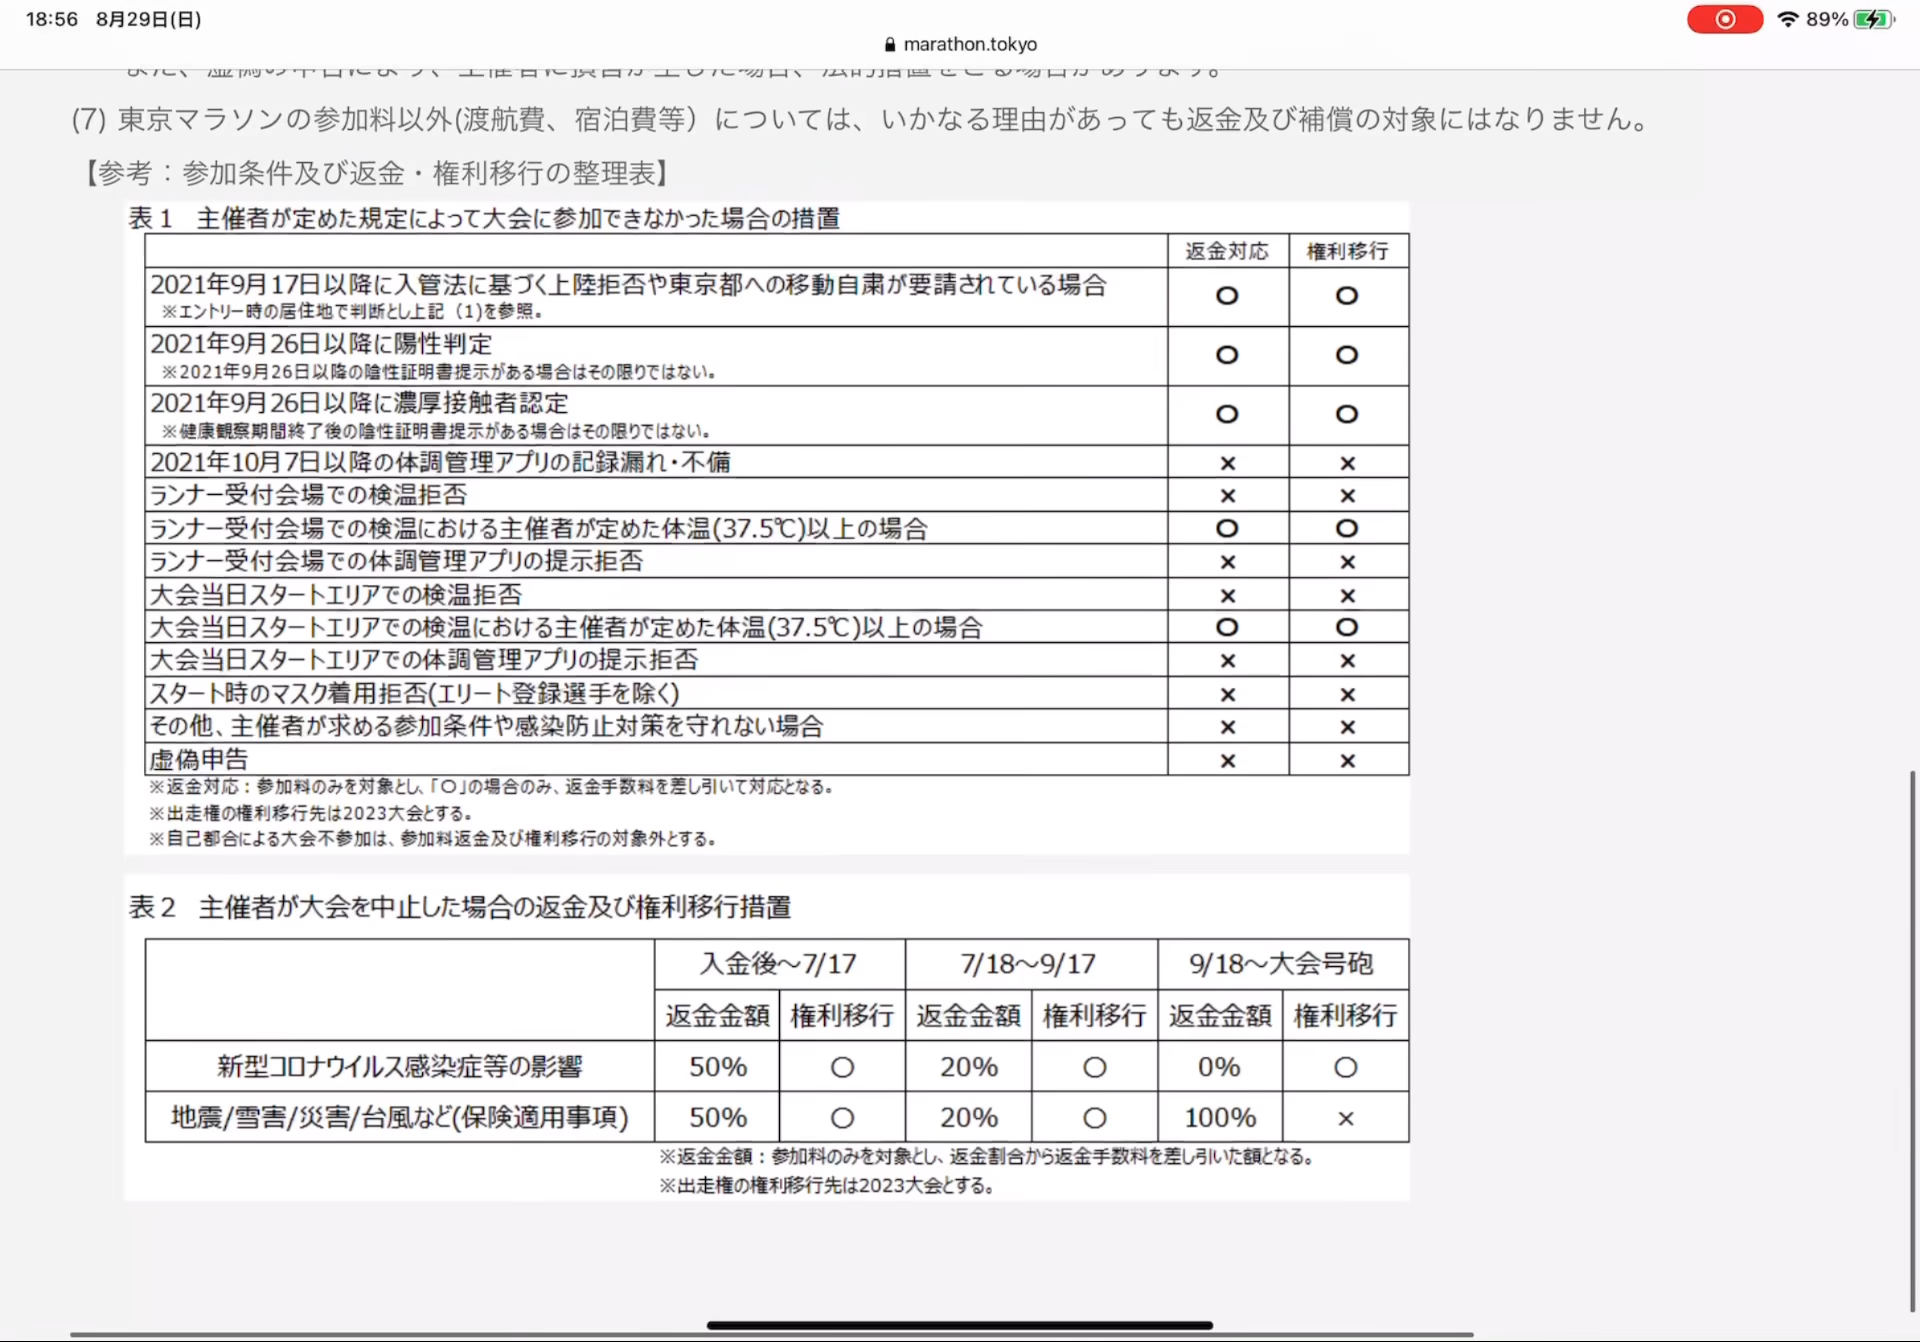 18:56 8月29日(日)
89%
marathon.tokyo
(7) 東京マラソンの参加料以外(渡航費、宿泊費等）については、いかなる理由があっても返金及び補償の対象にはなりません。
【参考：参加条件及び返金・権利移行の整理表】
表１ 主催者が定めた規定によって大会に参加できなかった場合の措置
返金対応 権利移行
2021年9月17日以降に入管法に基づく上陸拒否や東京都への移動自粛が要請されている場合
※エントリー時の居住地で判断とし上記（1)を参照。
〇 〇
2021年9月26日以降に陽性判定
※2021年9月26日以降の陰性証明書提示がある場合はその限りではない。
〇 〇
2021年9月26日以降に濃厚接触者認定
※健康観察期間終了後の陰性証明書提示がある場合はその限りではない。
〇 〇
2021年10月7日以降の体調管理アプリの記録漏れ・不備 × ×
ランナー受付会場での検温拒否 × ×
ランナー受付会場での検温における主催者が定めた体温(37.5℃)以上の場合 〇 〇
ランナー受付会場での体調管理アプリの提示拒否 × ×
大会当日スタートエリアでの検温拒否 × ×
大会当日スタートエリアでの検温における主催者が定めた体温(37.5℃)以上の場合 〇 〇
大会当日スタートエリアでの体調管理アプリの提示拒否 × ×
スタート時のマスク着用拒否(エリート登録選手を除く) × ×
その他、主催者が求める参加条件や感染防止対策を守れない場合 × ×
虚偽申告 × ×
※返金対応：参加料のみを対象とし、「〇」の場合のみ、返金手数料を差し引いて対応となる。
※出走権の権利移行先は2023大会とする。
※自己都合による大会不参加は、参加料返金及び権利移行の対象外とする。
表２ 主催者が大会を中止した場合の返金及び権利移行措置
入金後～7/17 7/18～9/17 9/18～大会号砲
返金金額 権利移行 返金金額 権利移行 返金金額 権利移行
新型コロナウイルス感染症等の影響 50% 〇 20% 〇 0% 〇
地震/雪害/災害/台風など(保険適用事項) 50% 〇 20% 〇 100% ×
※返金金額：参加料のみを対象とし、返金割合から返金手数料を差し引いた額となる。
※出走権の権利移行先は2023大会とする。